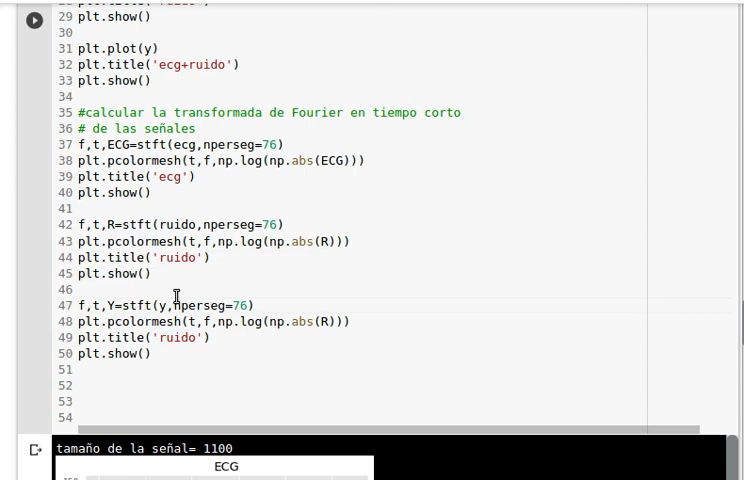 29 plt.show()
30
31 plt.plot(y)
32 plt.title('ecg+ruido')
33 plt.show()
34
35 #calcular la transformada de Fourier en tiempo corto
36 # de las señales
37 f,t,ECG=stft(ecg,nperseg=76)
38 plt.pcolormesh(t,f,np.log(np.abs(ECG)))
39 plt.title('ecg')
40 plt.show()
41
42 f,t,R=stft(ruido,nperseg=76)
43 plt.pcolormesh(t,f,np.log(np.abs(R)))
44 plt.title('ruido')
45 plt.show()
46
47 f,t,Y=stft(y,nperseg=76)
48 plt.pcolormesh(t,f,np.log(np.abs(R)))
49 plt.title('ruido')
50 plt.show()
51
52
53
54
tamaño de la señal= 1100
ECG